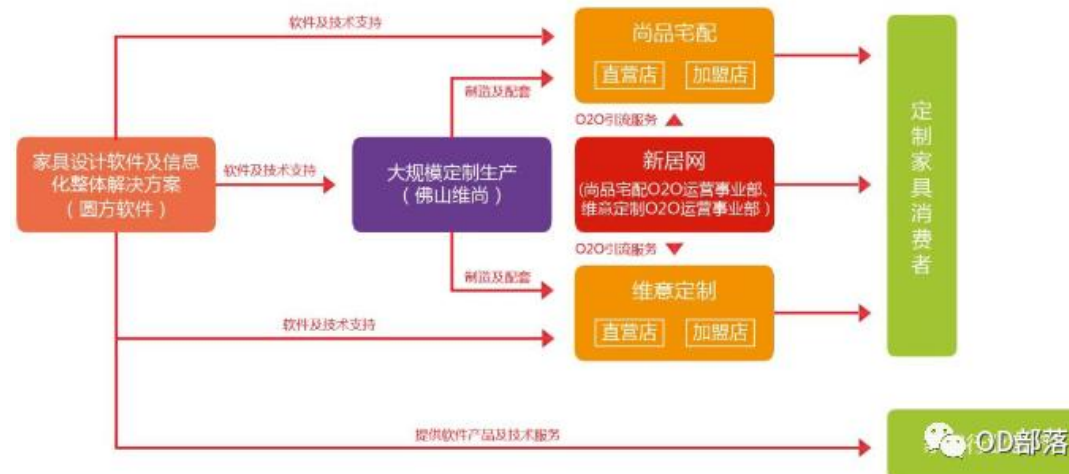 软件及技术支持
尚品宅配
直营店 加盟店
制造及配套
O2O引流服务
家具设计软件及信息
化整体解决方案
（圆方软件）
软件及技术支持
大规模定制生产
（佛山维尚）
新居网
(尚品宅配O2O运营事业部、
维意定制O2O运营事业部)
定制家具消费者
O2O引流服务
制造及配套
维意定制
直营店 加盟店
软件及技术支持
提供软件产品及技术服务
OD部落